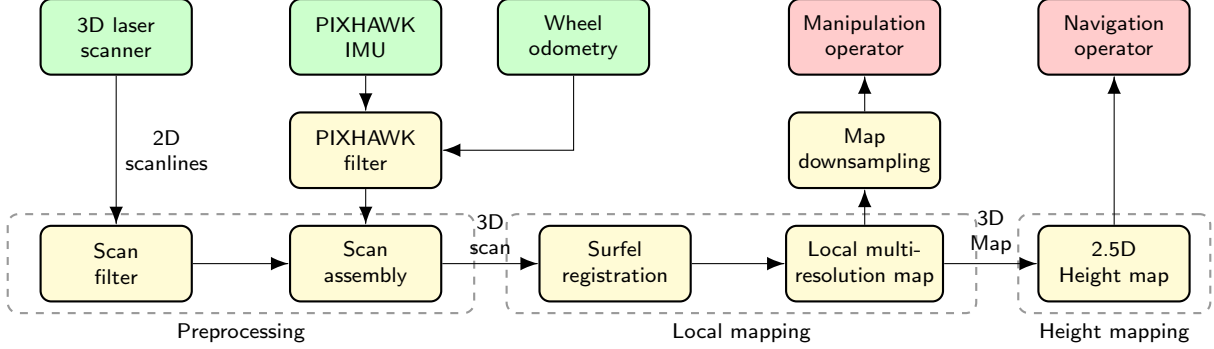 3D laser
scanner
PIXHAWK
IMU
Wheel
odometry
Manipulation
operator
Navigation
operator
2D
scanlines
PIXHAWK
filter
Map
downsampling
Scan
filter
Scan
assembly
3D
scan
Surfel
registration
Local multi-
resolution map
3D
Map
2.5D
Height map
Preprocessing
Local mapping
Height mapping